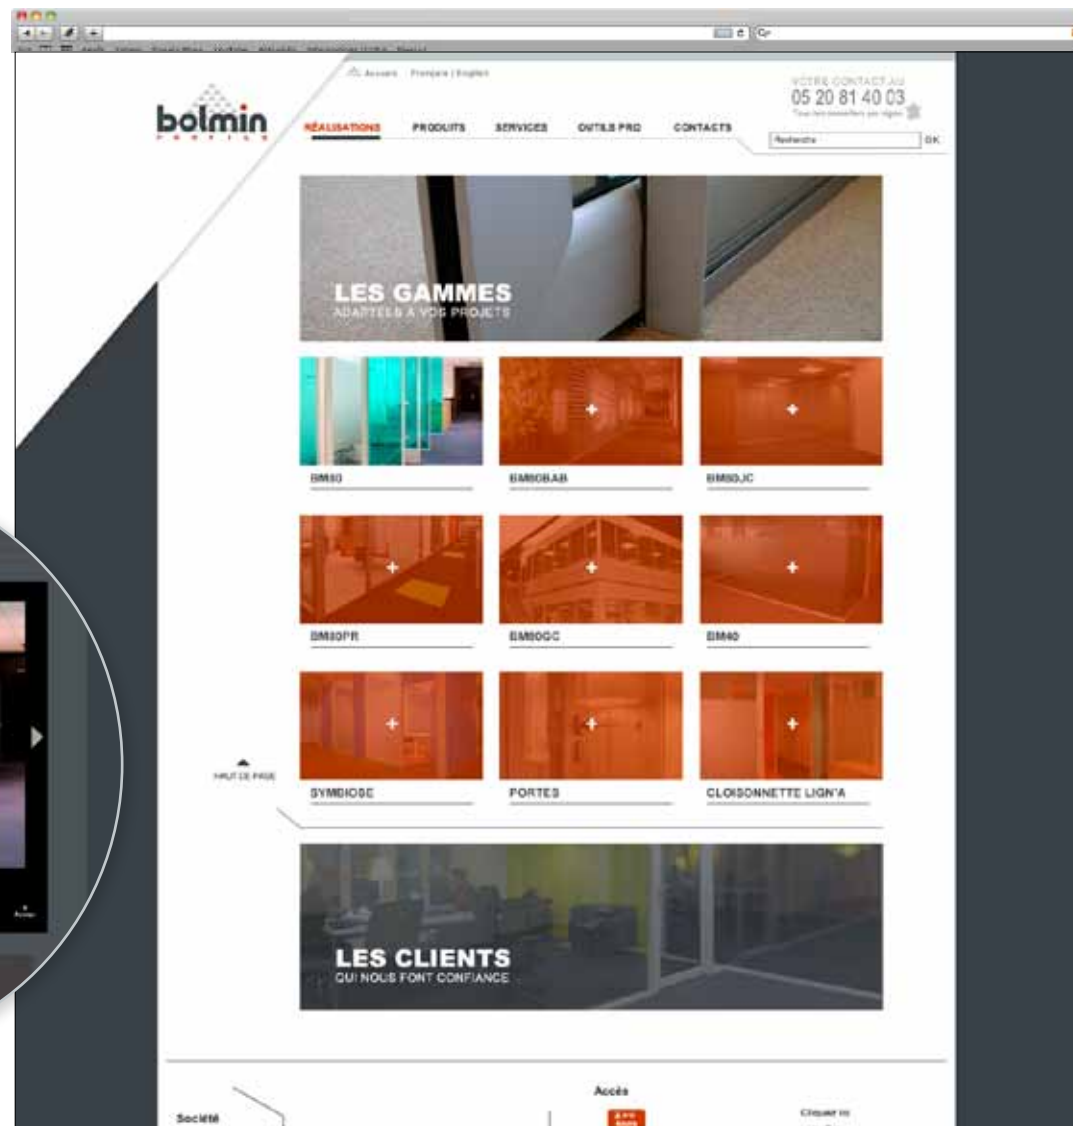 Accueil Français | English
VOTRE CONTACT AU
05 20 81 40 03
bolmin
PROFILS
RÉALISATIONS PRODUITS SERVICES OUTILS PRO CONTACTS
Recherche OK
LES GAMMES
ADAPTÉES À VOS PROJETS
BM80 BM80BAB BM80JC
BM80PR BM80GC BM40
HAUT DE PAGE
SYMBIOSE PORTES CLOISONNETTE LIGN'A
LES CLIENTS
QUI NOUS FONT CONFIANCE
Accès
Société
Cliquez ici